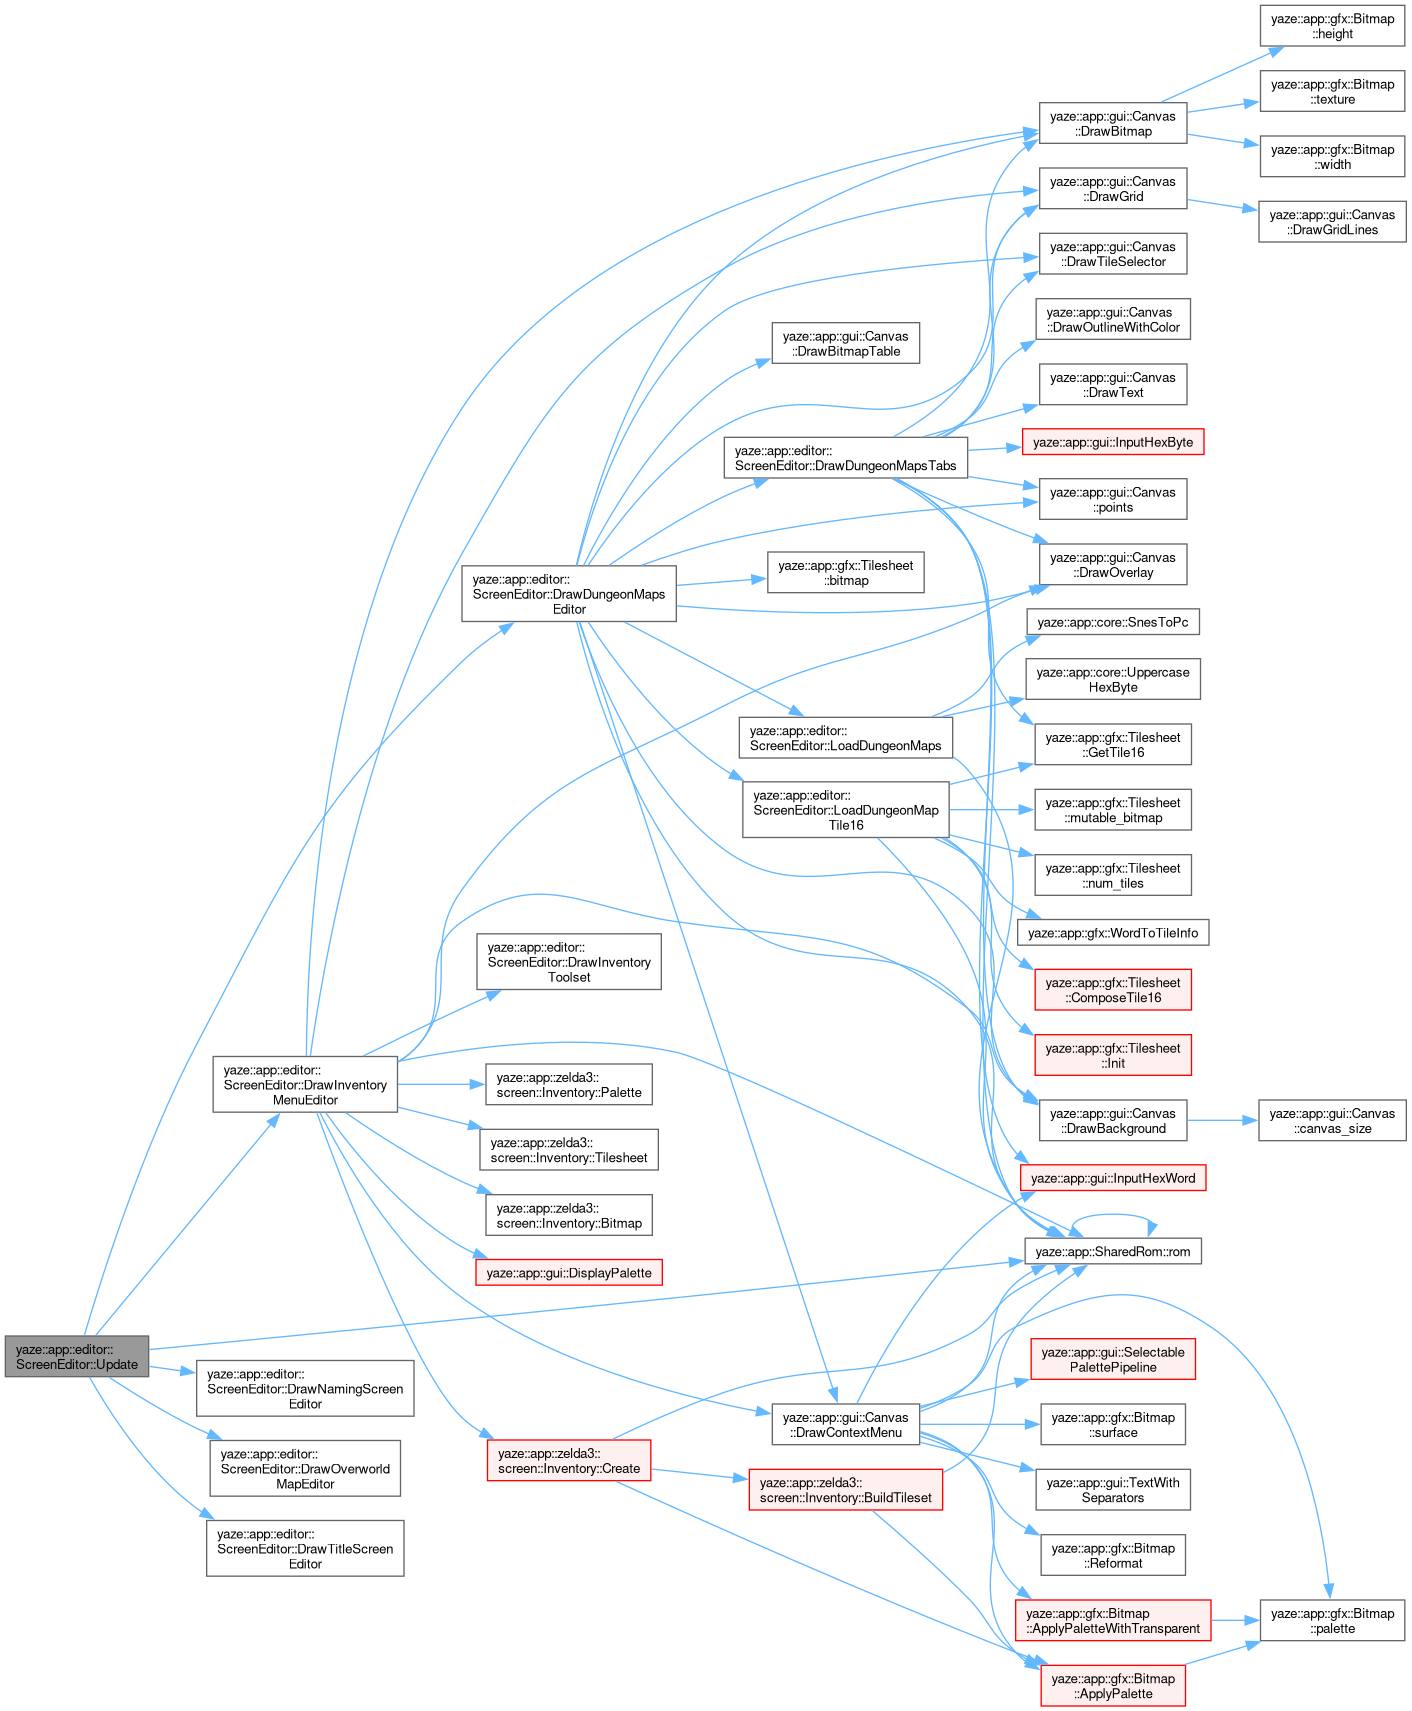 yaze::app::gfx::Bitmap
::height
yaze::app::gfx::Bitmap
::texture
yaze::app::gui::Canvas
::DrawBitmap
yaze::app::gfx::Bitmap
::width
yaze::app::gui::Canvas
::DrawGrid
yaze::app::gui::Canvas
::DrawGridLines
yaze::app::gui::Canvas
::DrawTileSelector
yaze::app::gui::Canvas
::DrawOutlineWithColor
yaze::app::gui::Canvas
::DrawBitmapTable
yaze::app::gui::Canvas
::DrawText
yaze::app::gui::InputHexByte
yaze::app::editor::
ScreenEditor::DrawDungeonMapsTabs
yaze::app::gui::Canvas
::points
yaze::app::gui::Canvas
::DrawOverlay
yaze::app::gfx::Tilesheet
::bitmap
yaze::app::editor::
ScreenEditor::DrawDungeonMaps
Editor
yaze::app::core::SnesToPc
yaze::app::core::Uppercase
HexByte
yaze::app::editor::
ScreenEditor::LoadDungeonMaps
yaze::app::gfx::Tilesheet
::GetTile16
yaze::app::editor::
ScreenEditor::LoadDungeonMap
Tile16
yaze::app::gfx::Tilesheet
::mutable_bitmap
yaze::app::gfx::Tilesheet
::num_tiles
yaze::app::gfx::WordToTileInfo
yaze::app::editor::
ScreenEditor::DrawInventory
Toolset
yaze::app::gfx::Tilesheet
::ComposeTile16
yaze::app::gfx::Tilesheet
::Init
yaze::app::editor::
ScreenEditor::DrawInventory
MenuEditor
yaze::app::zelda3::
screen::Inventory::Palette
yaze::app::gui::Canvas
::DrawBackground
yaze::app::gui::Canvas
::canvas_size
yaze::app::zelda3::
screen::Inventory::Tilesheet
yaze::app::gui::InputHexWord
yaze::app::zelda3::
screen::Inventory::Bitmap
yaze::app::SharedRom::rom
yaze::app::gui::DisplayPalette
yaze::app::editor::
ScreenEditor::Update
yaze::app::gui::Selectable
PalettePipeline
yaze::app::editor::
ScreenEditor::DrawNamingScreen
Editor
yaze::app::gui::Canvas
::DrawContextMenu
yaze::app::gfx::Bitmap
::surface
yaze::app::editor::
ScreenEditor::DrawOverworld
MapEditor
yaze::app::zelda3::
screen::Inventory::Create
yaze::app::zelda3::
screen::Inventory::BuildTileset
yaze::app::gui::TextWith
Separators
yaze::app::editor::
ScreenEditor::DrawTitleScreen
Editor
yaze::app::gfx::Bitmap
::Reformat
yaze::app::gfx::Bitmap
::ApplyPaletteWithTransparent
yaze::app::gfx::Bitmap
::palette
yaze::app::gfx::Bitmap
::ApplyPalette